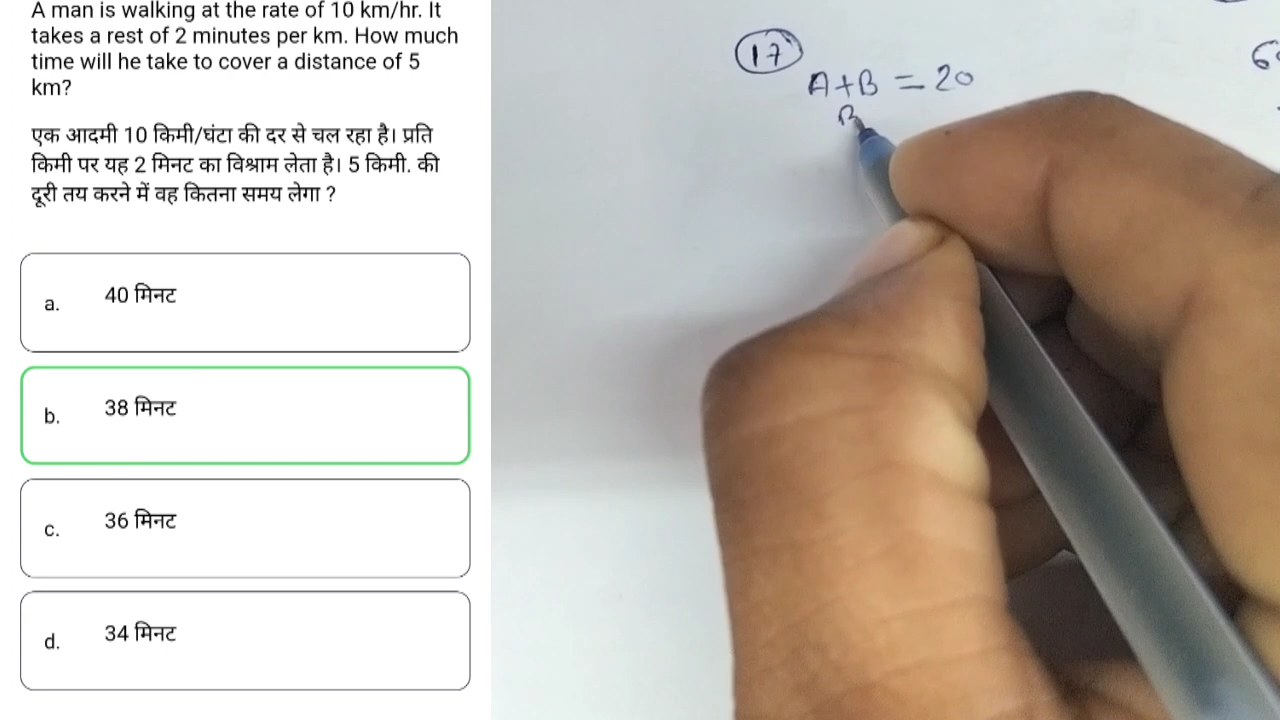 A man is walking at the rate of 10 km/hr. It
takes a rest of 2 minutes per km. How much
time will he take to cover a distance of 5
km?
एक आदमी 10 किमी/घंटा की दर से चल रहा है। प्रति
किमी पर यह 2 मिनट का विश्राम लेता है। 5 किमी. की
दूरी तय करने में वह कितना समय लेगा ?
a. 40 मिनट
b. 38 मिनट
c. 36 मिनट
d. 34 मिनट
17
A+B = 20
B